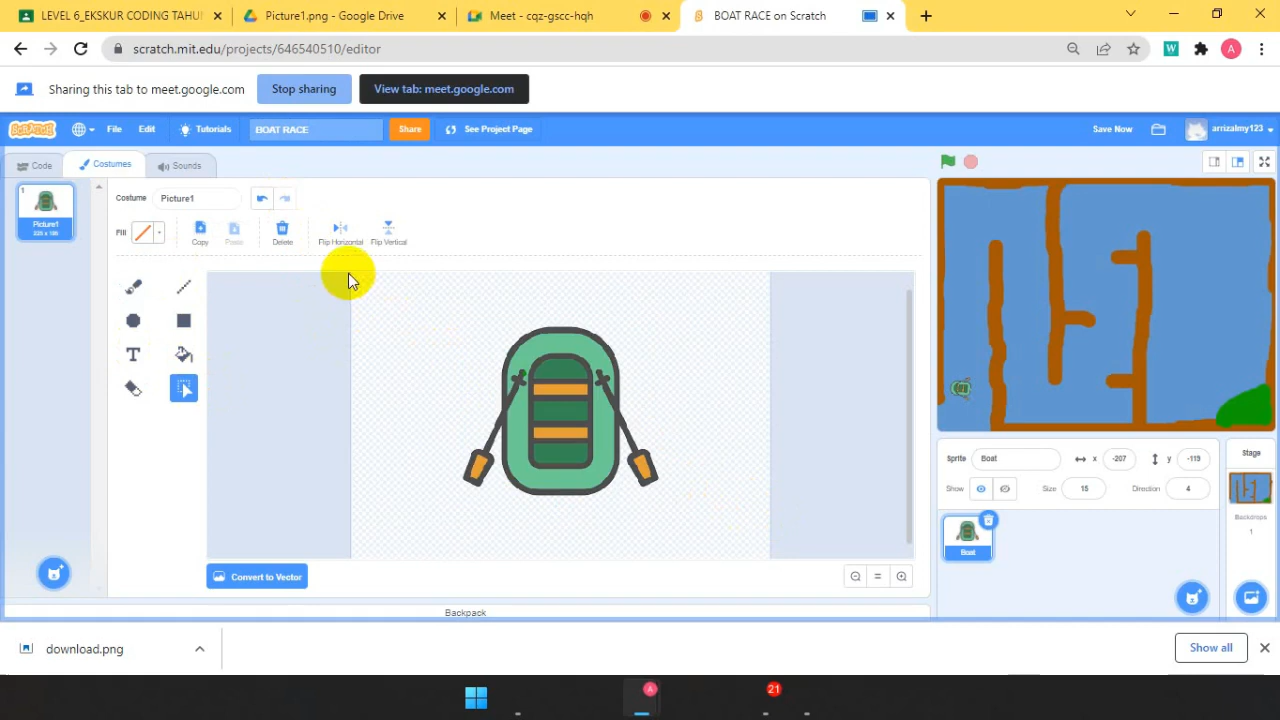 LEVEL 6_EKSKUR CODING TAHU
Picture1.png - Google Drive
Meet - cqz-gscc-hqh
BOAT RACE on Scratch
scratch.mit.edu/projects/646540510/editor
W
A
Sharing this tab to meet.google.com
Stop sharing
View tab: meet.google.com
SCRATCH
File
Edit
Tutorials
BOAT RACE
Share
See Project Page
Save Now
arrizalmy123
Code
Costumes
Sounds
1
Picture1
Costume
Picture1
Fill
Copy
Paste
Delete
Flip Horizontal
Flip Vertical
T
Convert to Vector
Backpack
Sprite
Boat
x
-207
y
-119
Show
Size
15
Direction
4
Boat
Stage
Backdrops
1
download.png
Show all
A
21